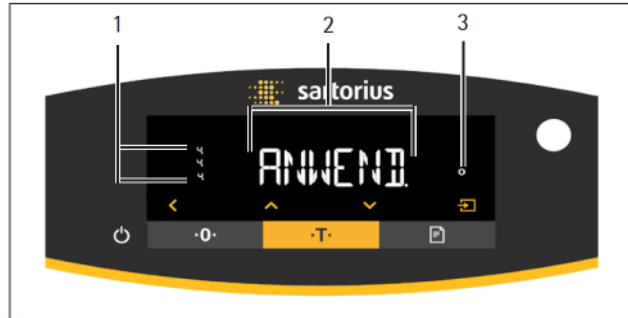 1 2 3
sartorius
ч
ч
ч
ANWEND.
·0· ·T·